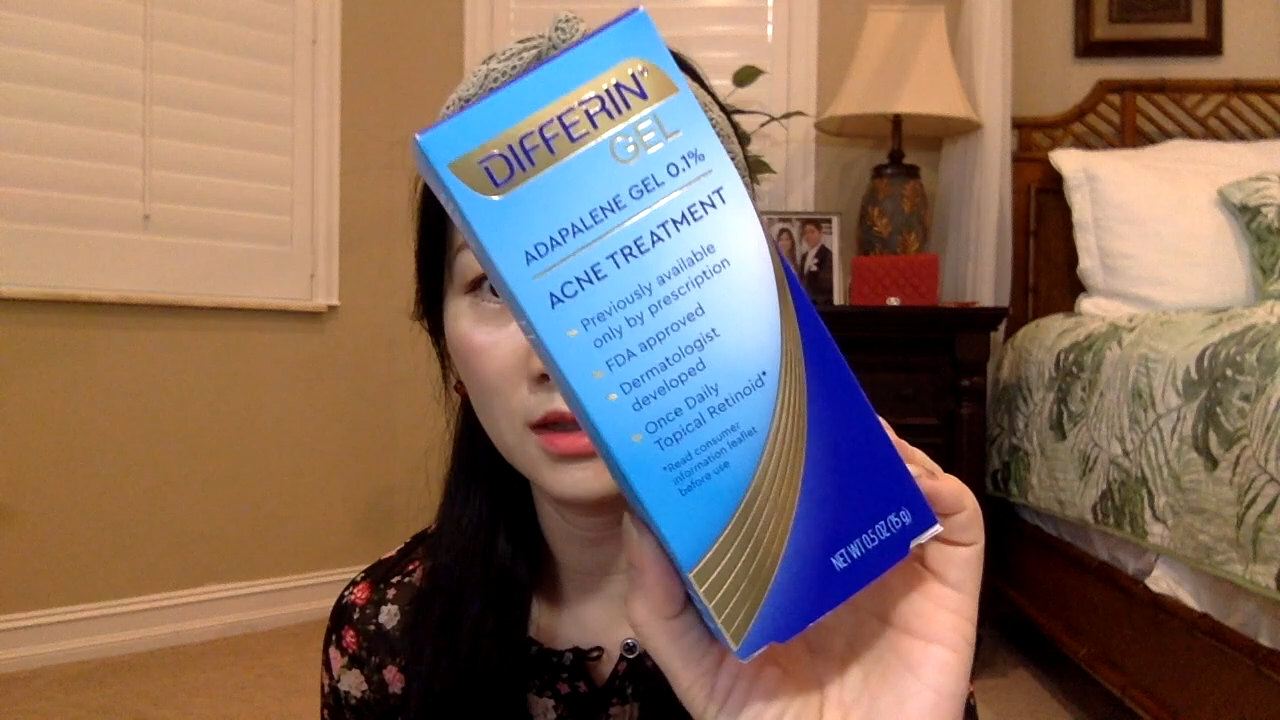 DIFFERIN®
GEL
ADAPALENE GEL 0.1%
ACNE TREATMENT
Previously available
only by prescription
FDA approved
Dermatologist
developed
Once Daily
Topical Retinoid*
*Read consumer
information leaflet
before use
NET WT 0.5 OZ (15 g)